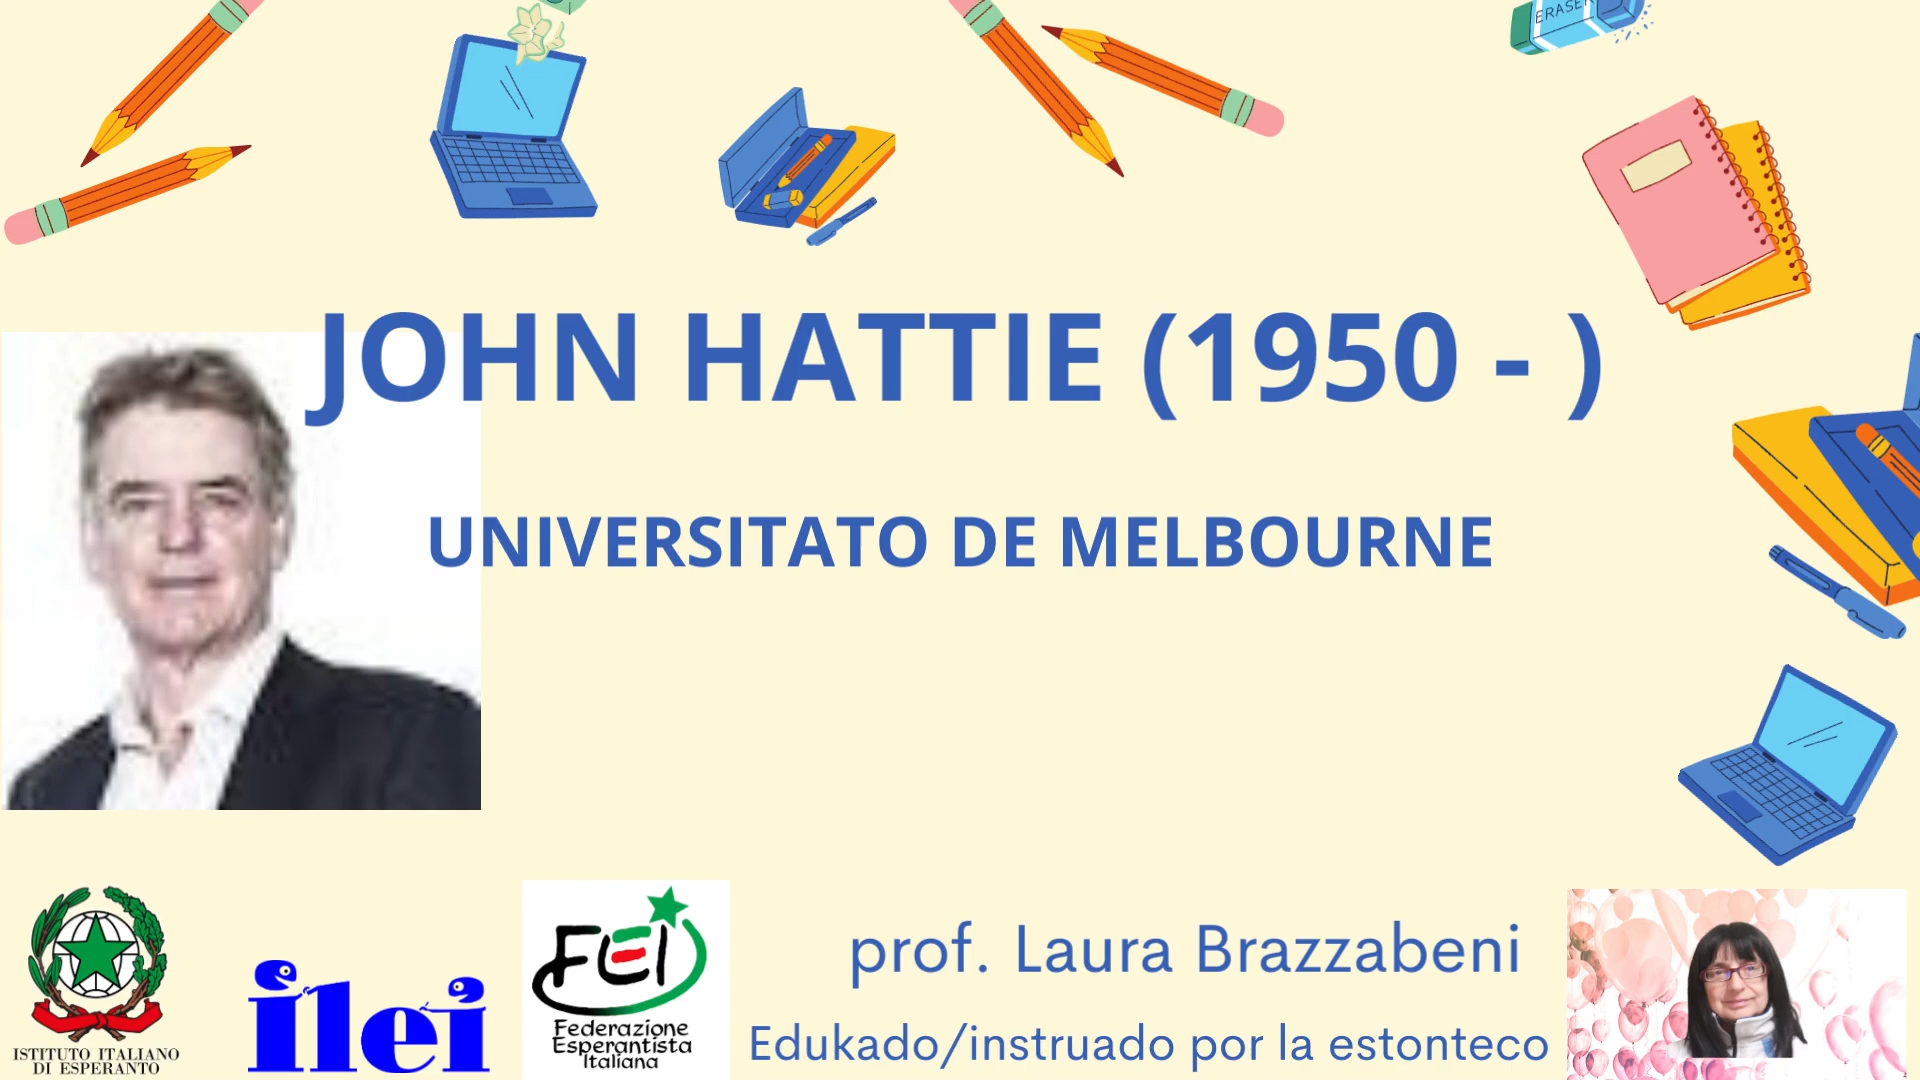 ERASER
JOHN HATTIE (1950 - )
UNIVERSITATO DE MELBOURNE
ISTITUTO ITALIANO
DI ESPERANTO
ilei
FEI
Federazione
Esperantista
Italiana
prof. Laura Brazzabeni
Edukado/instruado por la estonteco